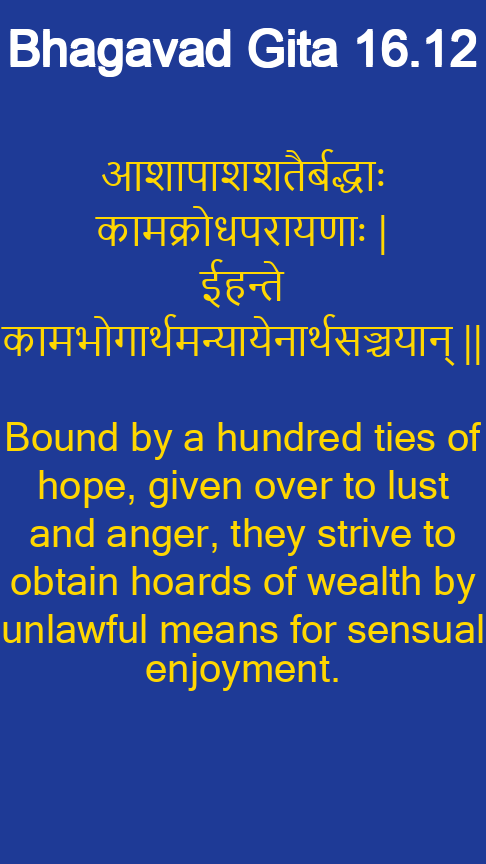 Bhagavad Gita 16.12
आशापाशशतैर्बद्धाः
कामक्रोधपरायणाः |
ईहन्ते
कामभोगार्थमन्यायेनार्थसञ्चयान् ||
Bound by a hundred ties of
hope, given over to lust
and anger, they strive to
obtain hoards of wealth by
unlawful means for sensual
enjoyment.